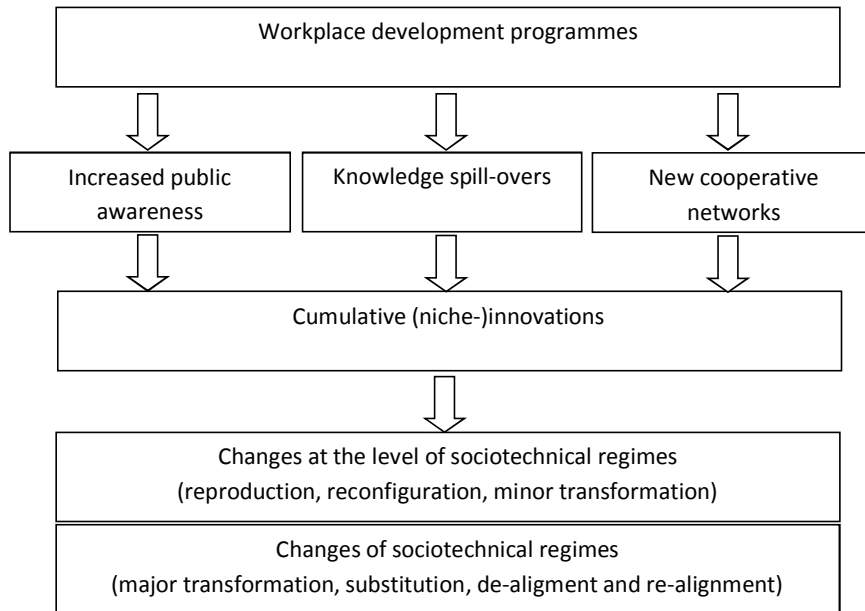 Workplace development programmes
Increased public
awareness
Knowledge spill-overs
New cooperative
networks
Cumulative (niche-)innovations
Changes at the level of sociotechnical regimes
(reproduction, reconfiguration, minor transformation)
Changes of sociotechnical regimes
(major transformation, substitution, de-aligment and re-alignment)